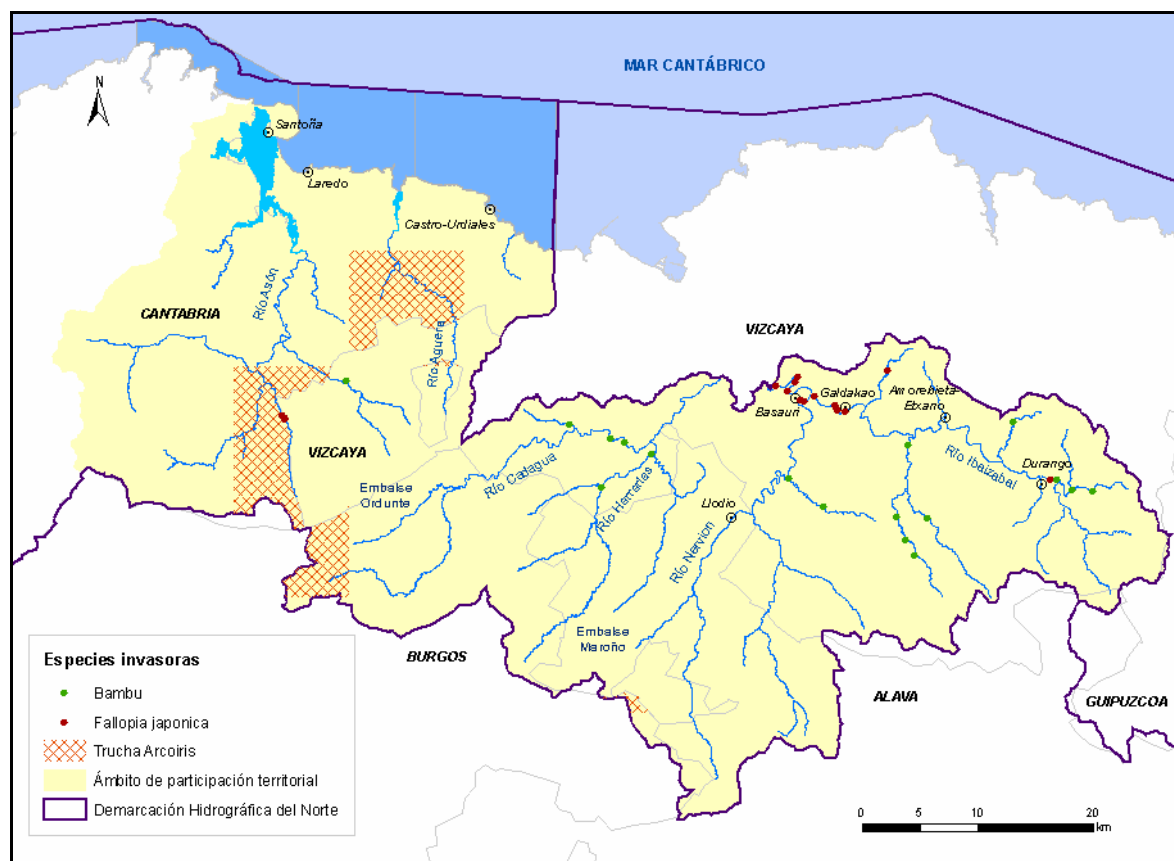 MAR CANTÁBRICO
N
Santoña
Laredo
Castro-Urdiales
Río Asón
CANTABRIA
Río Aguera
VIZCAYA
VIZCAYA
Galdakao
Amorebieta-
Etxano
Basauri
Río Ibaizabal
Durango
Río Cadagua
Embalse
Ordunte
Río Herrerías
Llodio
Río Nervion
Embalse
Maroño
BURGOS
ALAVA
GUIPUZCOA
Especies invasoras
Bambu
Fallopia japonica
Trucha Arcoiris
Ámbito de participación territorial
Demarcación Hidrográfica del Norte
0 5 10 20
km